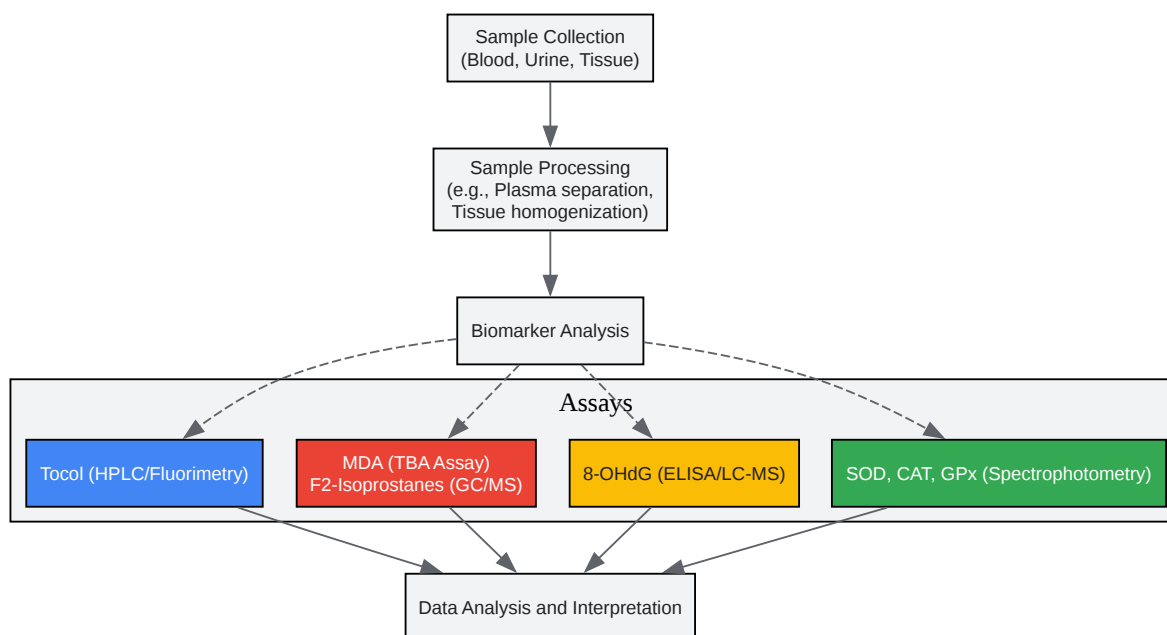 Sample Collection
(Blood, Urine, Tissue)
Sample Processing
(e.g., Plasma separation,
Tissue homogenization)
Biomarker Analysis
Assays
Tocol (HPLC/Fluorimetry)
MDA (TBA Assay)
F2-Isoprostanes (GC/MS)
8-OHdG (ELISA/LC-MS)
SOD, CAT, GPx (Spectrophotometry)
Data Analysis and Interpretation